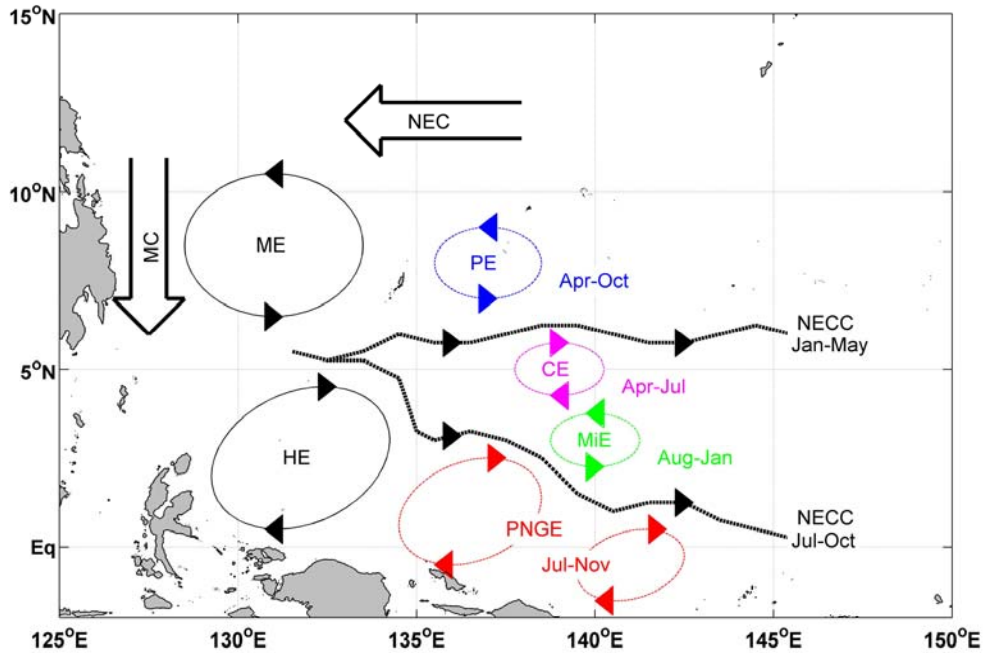 15°N
NEC
10°N
MC
ME
PE
Apr-Oct
NECC
Jan-May
5°N
CE
Apr-Jul
MiE
HE
Aug-Jan
PNGE
NECC
Jul-Oct
Eq
Jul-Nov
125°E 130°E 135°E 140°E 145°E 150°E